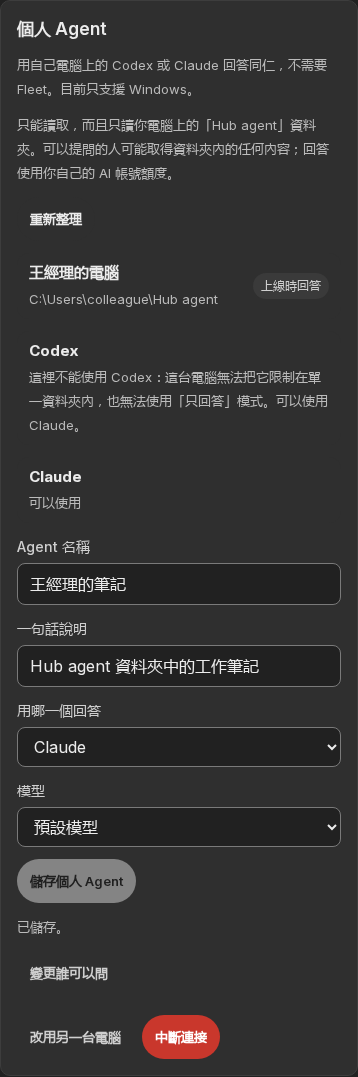 個人 Agent
用自己電腦上的 Codex 或 Claude 回答同仁，不需要
Fleet。目前只支援 Windows。
只能讀取，而且只讀你電腦上的「Hub agent」資料
夾。可以提問的人可能取得資料夾內的任何內容；回答
使用你自己的 AI 帳號額度。
重新整理
王經理的電腦
上線時回答
C:\Users\colleague\Hub agent
Codex
這裡不能使用 Codex：這台電腦無法把它限制在單
一資料夾內，也無法使用「只回答」模式。可以使用
Claude。
Claude
可以使用
Agent 名稱
王經理的筆記
一句話說明
Hub agent 資料夾中的工作筆記
用哪一個回答
Claude
模型
預設模型
儲存個人 Agent
已儲存。
變更誰可以問
改用另一台電腦
中斷連接